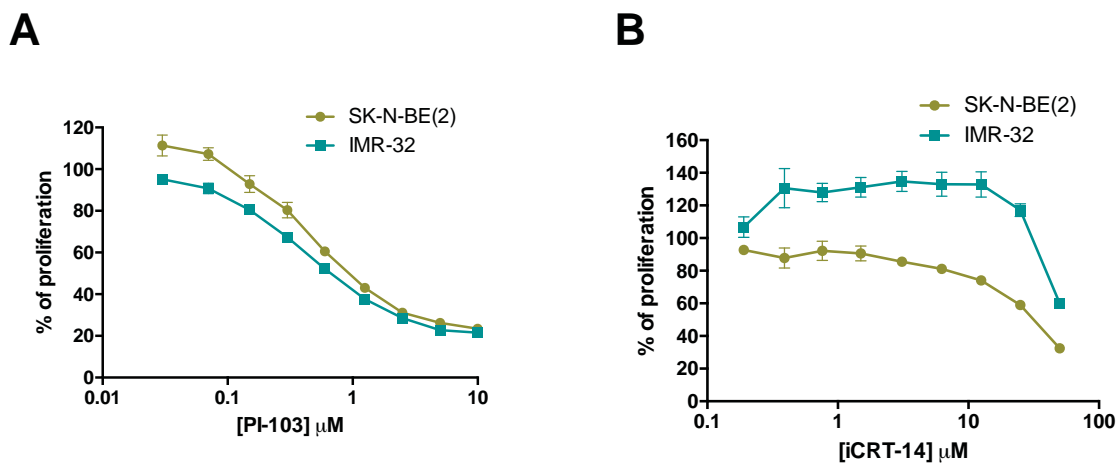 A
SK-N-BE(2)
IMR-32
120
100
80
60
40
20
0
% of proliferation
0.01
0.1
1
10
[PI-103] μM
B
SK-N-BE(2)
IMR-32
160
140
120
100
80
60
40
20
0
% of proliferation
0.1
1
10
100
[iCRT-14] μM